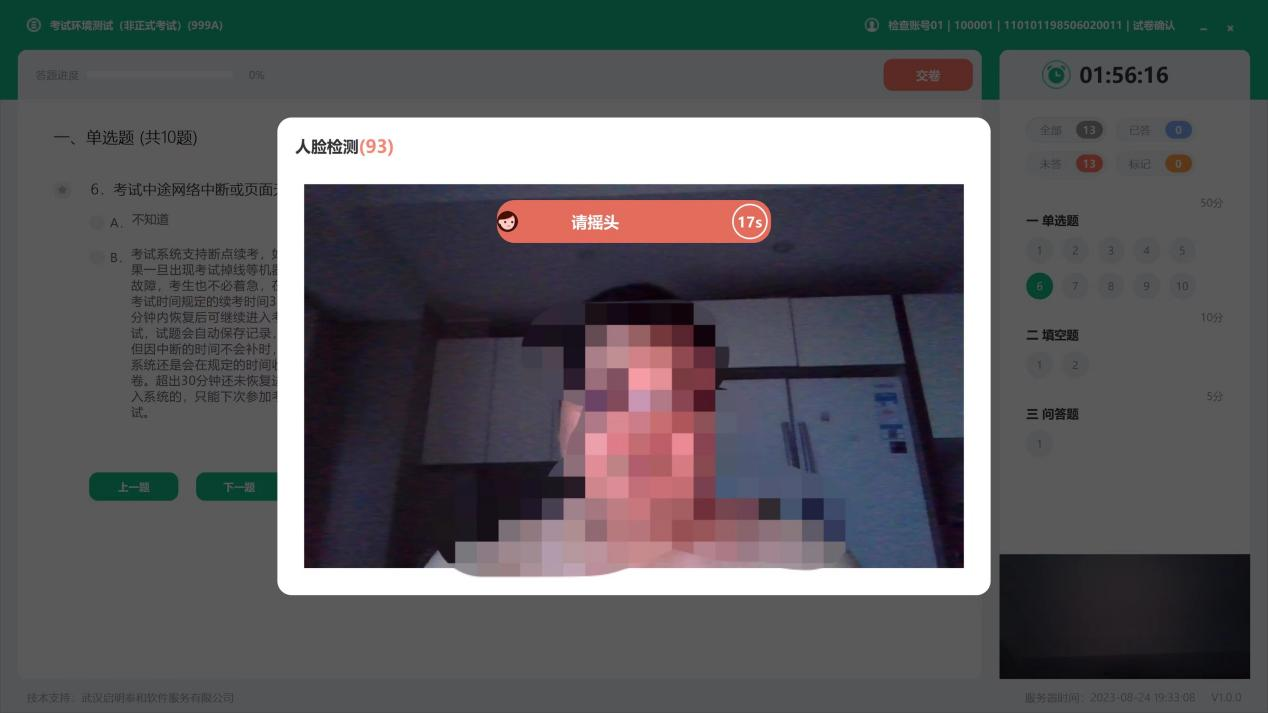 考试环境测试（非正式考试）(999A)
检查账号01 | 100001 | 110101198506020011 | 试卷确认
答题进度 0%
交卷
01:56:16
全部 13 已答 0
未答 13 标记 0
一、单选题 (共10题)
人脸检测(93)
请摇头 17s
6. 考试中途网络中断或页面
A. 不知道
B. 考试系统支持断点续考，
果一旦出现考试掉线等机
故障，考生也不必着急，
考试时间规定的续考时间3
分钟内恢复后可继续进入
试，试题会自动保存记录，
但因中断的时间不会补时，
系统还是会在规定的时间
卷。超出30分钟还未恢复
入系统的，只能下次参加
试。
上一题 下一题
50分
一 单选题
1 2 3 4 5
6 7 8 9 10
10分
二 填空题
1 2
5分
三 问答题
1
技术支持：武汉启明泰和软件服务有限公司
服务器时间：2023-08-24 19:33:08 V1.0.0